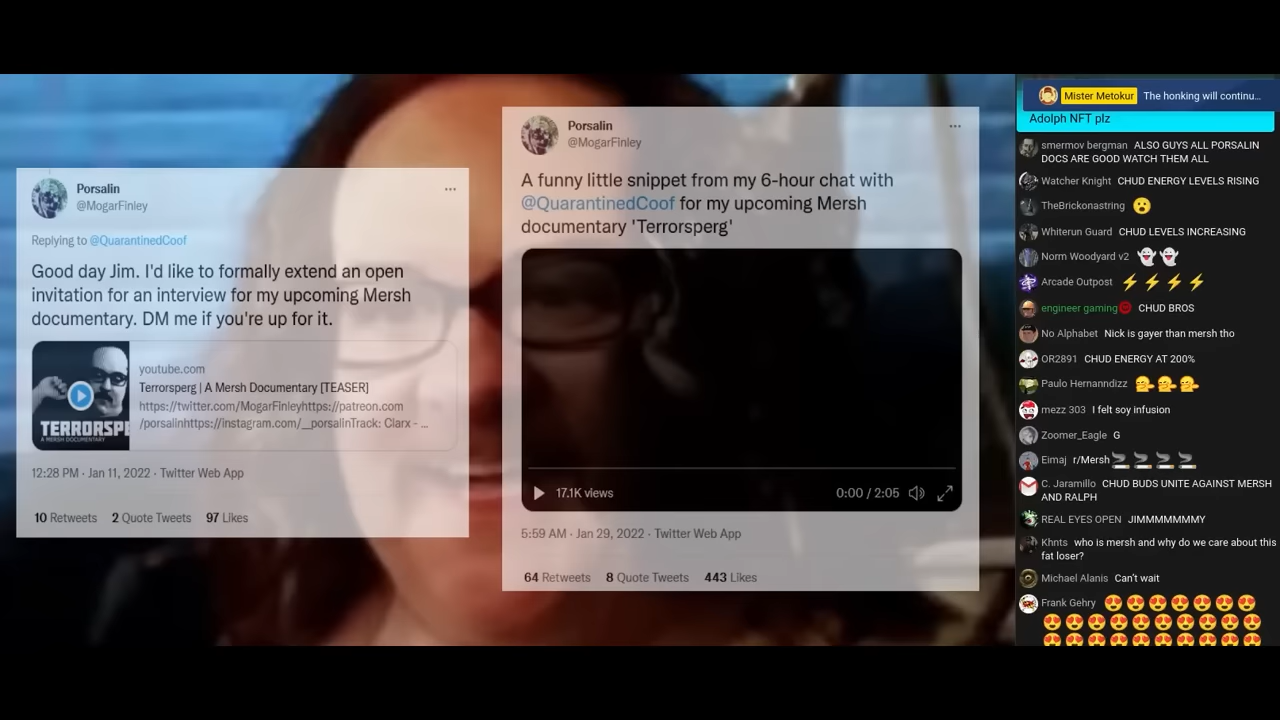 Porsalin
@MogarFinley
Replying to @QuarantinedCoof
Good day Jim. I'd like to formally extend an open
invitation for an interview for my upcoming Mersh
documentary. DM me if you're up for it.
TERRORSPE
A MERSH DOCUMENTARY
youtube.com
Terrorsperg | A Mersh Documentary [TEASER]
https://twitter.com/MogarFinleyhttps://patreon.com
/porsalinhttps://instagram.com/__porsalinTrack: Clarx - ...
12:28 PM · Jan 11, 2022 · Twitter Web App
10 Retweets 2 Quote Tweets 97 Likes
Porsalin
@MogarFinley
A funny little snippet from my 6-hour chat with
@QuarantinedCoof for my upcoming Mersh
documentary 'Terrorsperg'
17.1K views
0:00 / 2:05
5:59 AM · Jan 29, 2022 · Twitter Web App
64 Retweets 8 Quote Tweets 443 Likes
Mister Metokur The honking will continu...
Adolph NFT plz
smermov bergman ALSO GUYS ALL PORSALIN
DOCS ARE GOOD WATCH THEM ALL
Watcher Knight CHUD ENERGY LEVELS RISING
TheBrickonastring 😮
Whiterun Guard CHUD LEVELS INCREASING
Norm Woodyard v2 👻👻
Arcade Outpost ⚡⚡⚡⚡
engineer gaming CHUD BROS
No Alphabet Nick is gayer than mersh tho
OR2891 CHUD ENERGY AT 200%
Paulo Hernanndizz
mezz 303 I felt soy infusion
Zoomer_Eagle G
Eimaj r/Mersh🚬🚬🚬🚬
C. Jaramillo CHUD BUDS UNITE AGAINST MERSH
AND RALPH
REAL EYES OPEN JIMMMMMMMY
Khnts who is mersh and why do we care about this
fat loser?
Michael Alanis Can't wait
Frank Gehry 😍😍😍😍😍😍😍
😍😍😍😍😍😍😍😍😍😍
😍😍😍😍😍😍😍😍😍😍